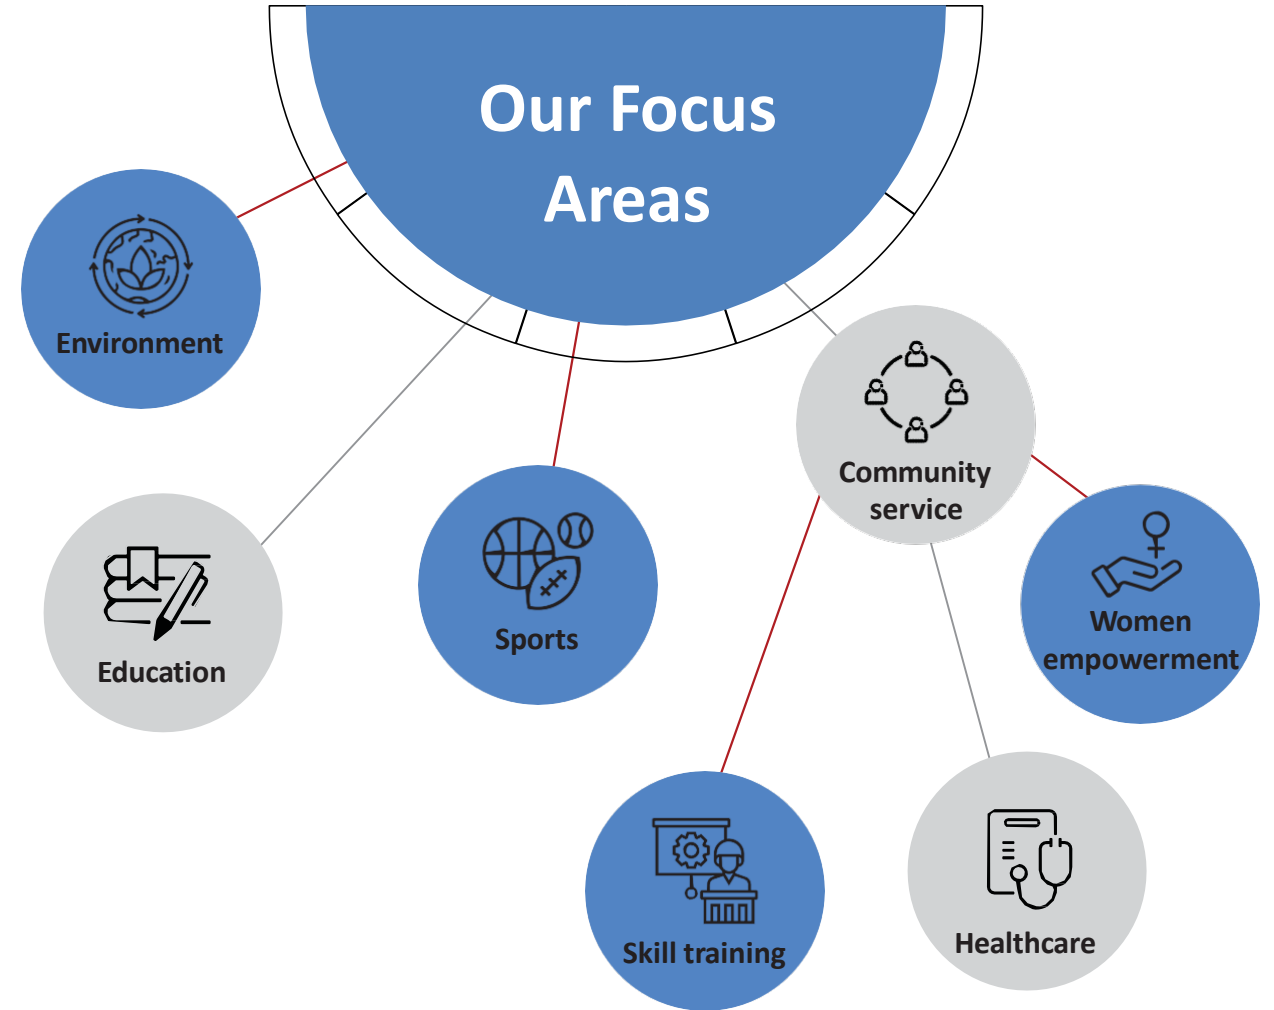 Our Focus
Areas
Environment
Education
Sports
Community
service
Women
empowerment
Skill training
Healthcare